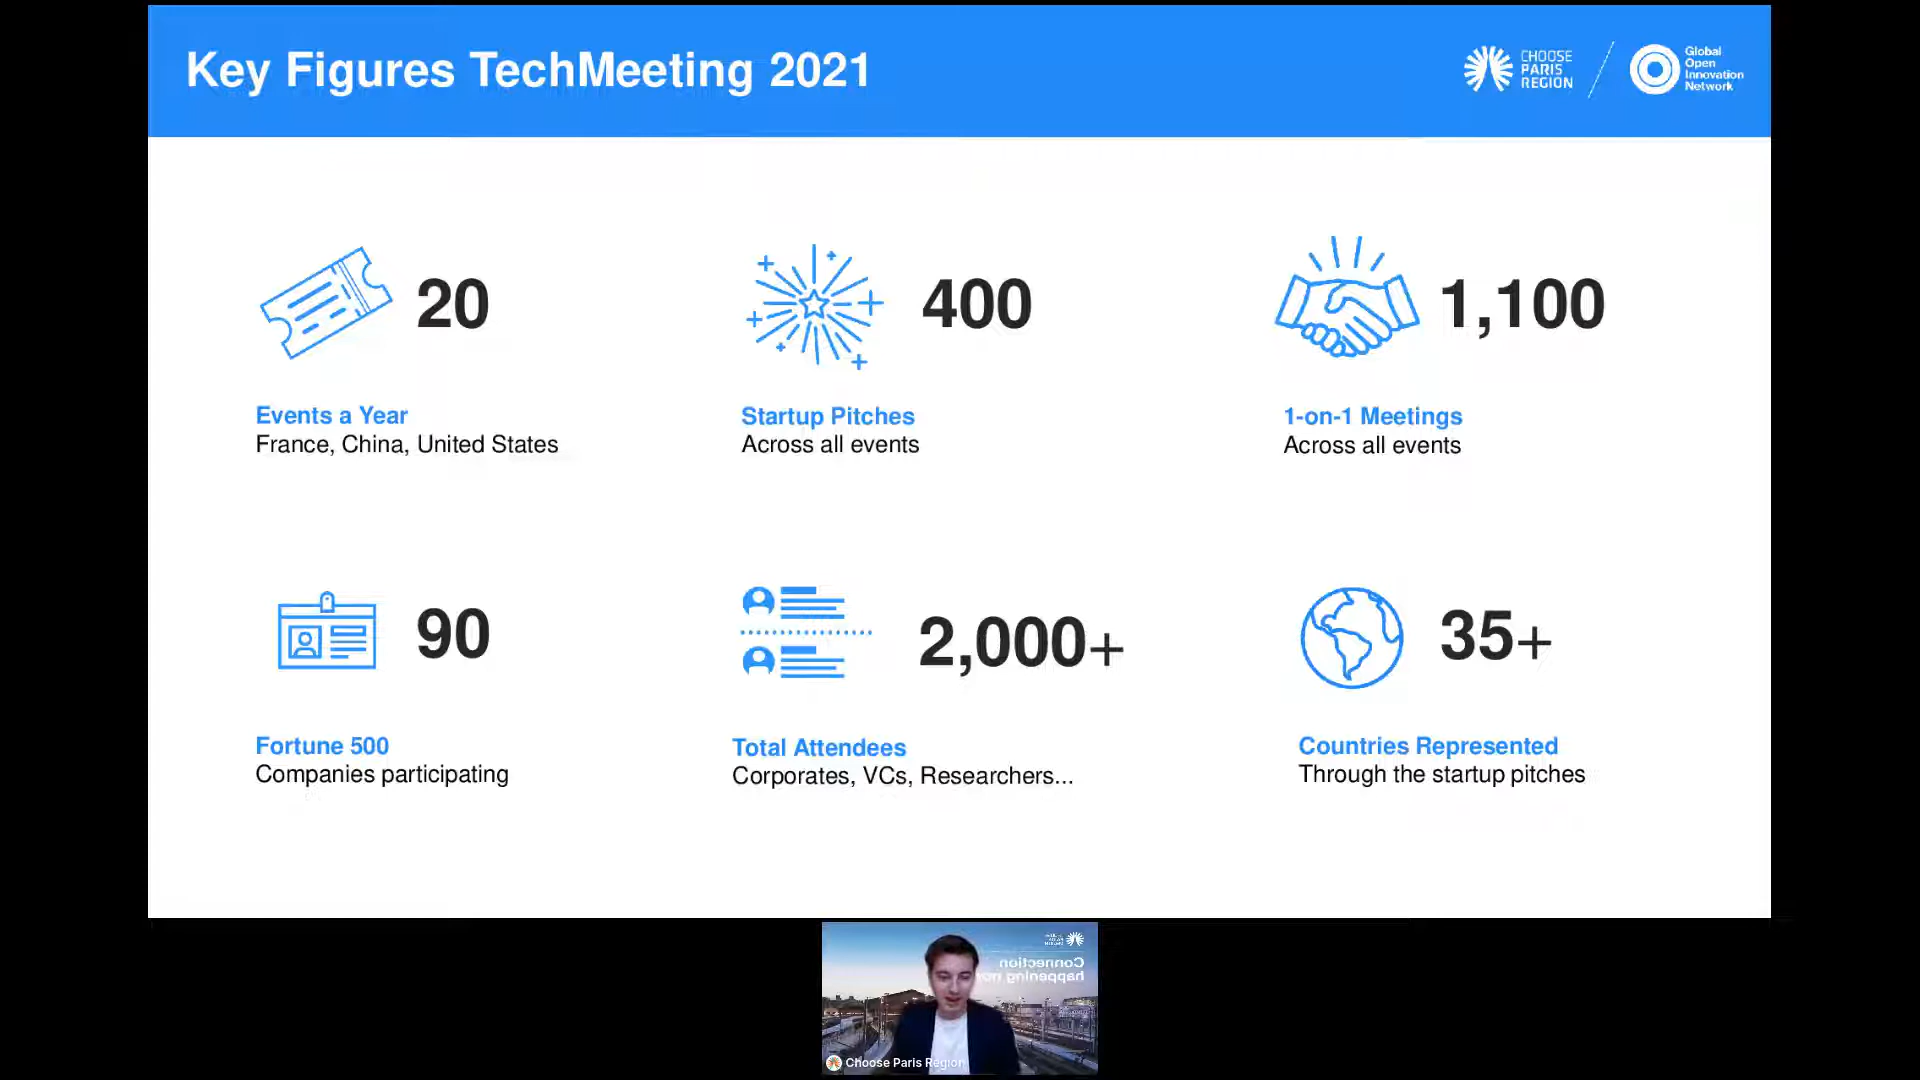 Key Figures TechMeeting 2021
CHOOSE
PARIS
REGION
Global
Open
Innovation
Network
20
400
1,100
Events a Year
France, China, United States
Startup Pitches
Across all events
1-on-1 Meetings
Across all events
90
2,000+
35+
Fortune 500
Companies participating
Total Attendees
Corporates, VCs, Researchers...
Countries Represented
Through the startup pitches
Connection
happening
Choose Paris Region